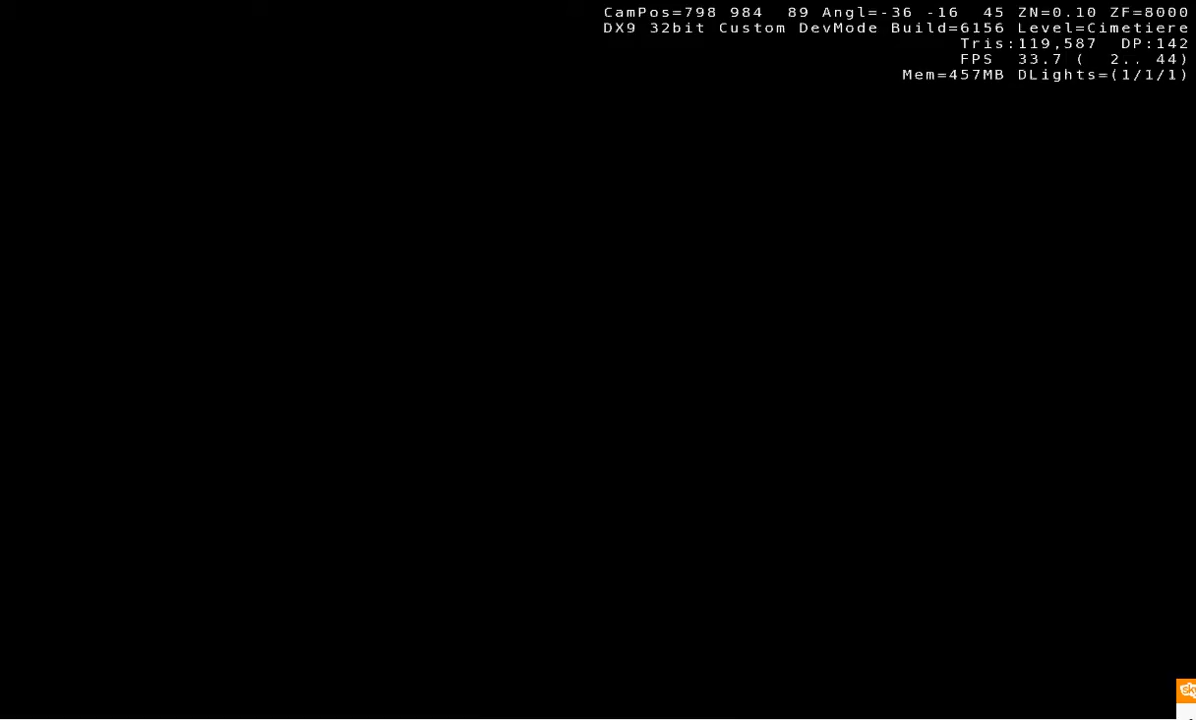 CamPos=798 984 89 Angl=-36 -16 45 ZN=0.10 ZF=8000
DX9 32bit Custom DevMode Build=6156 Level=Cimetiere
Tris:119,587 DP:142
FPS 33.7 ( 2.. 44)
Mem=457MB DLights=(1/1/1)